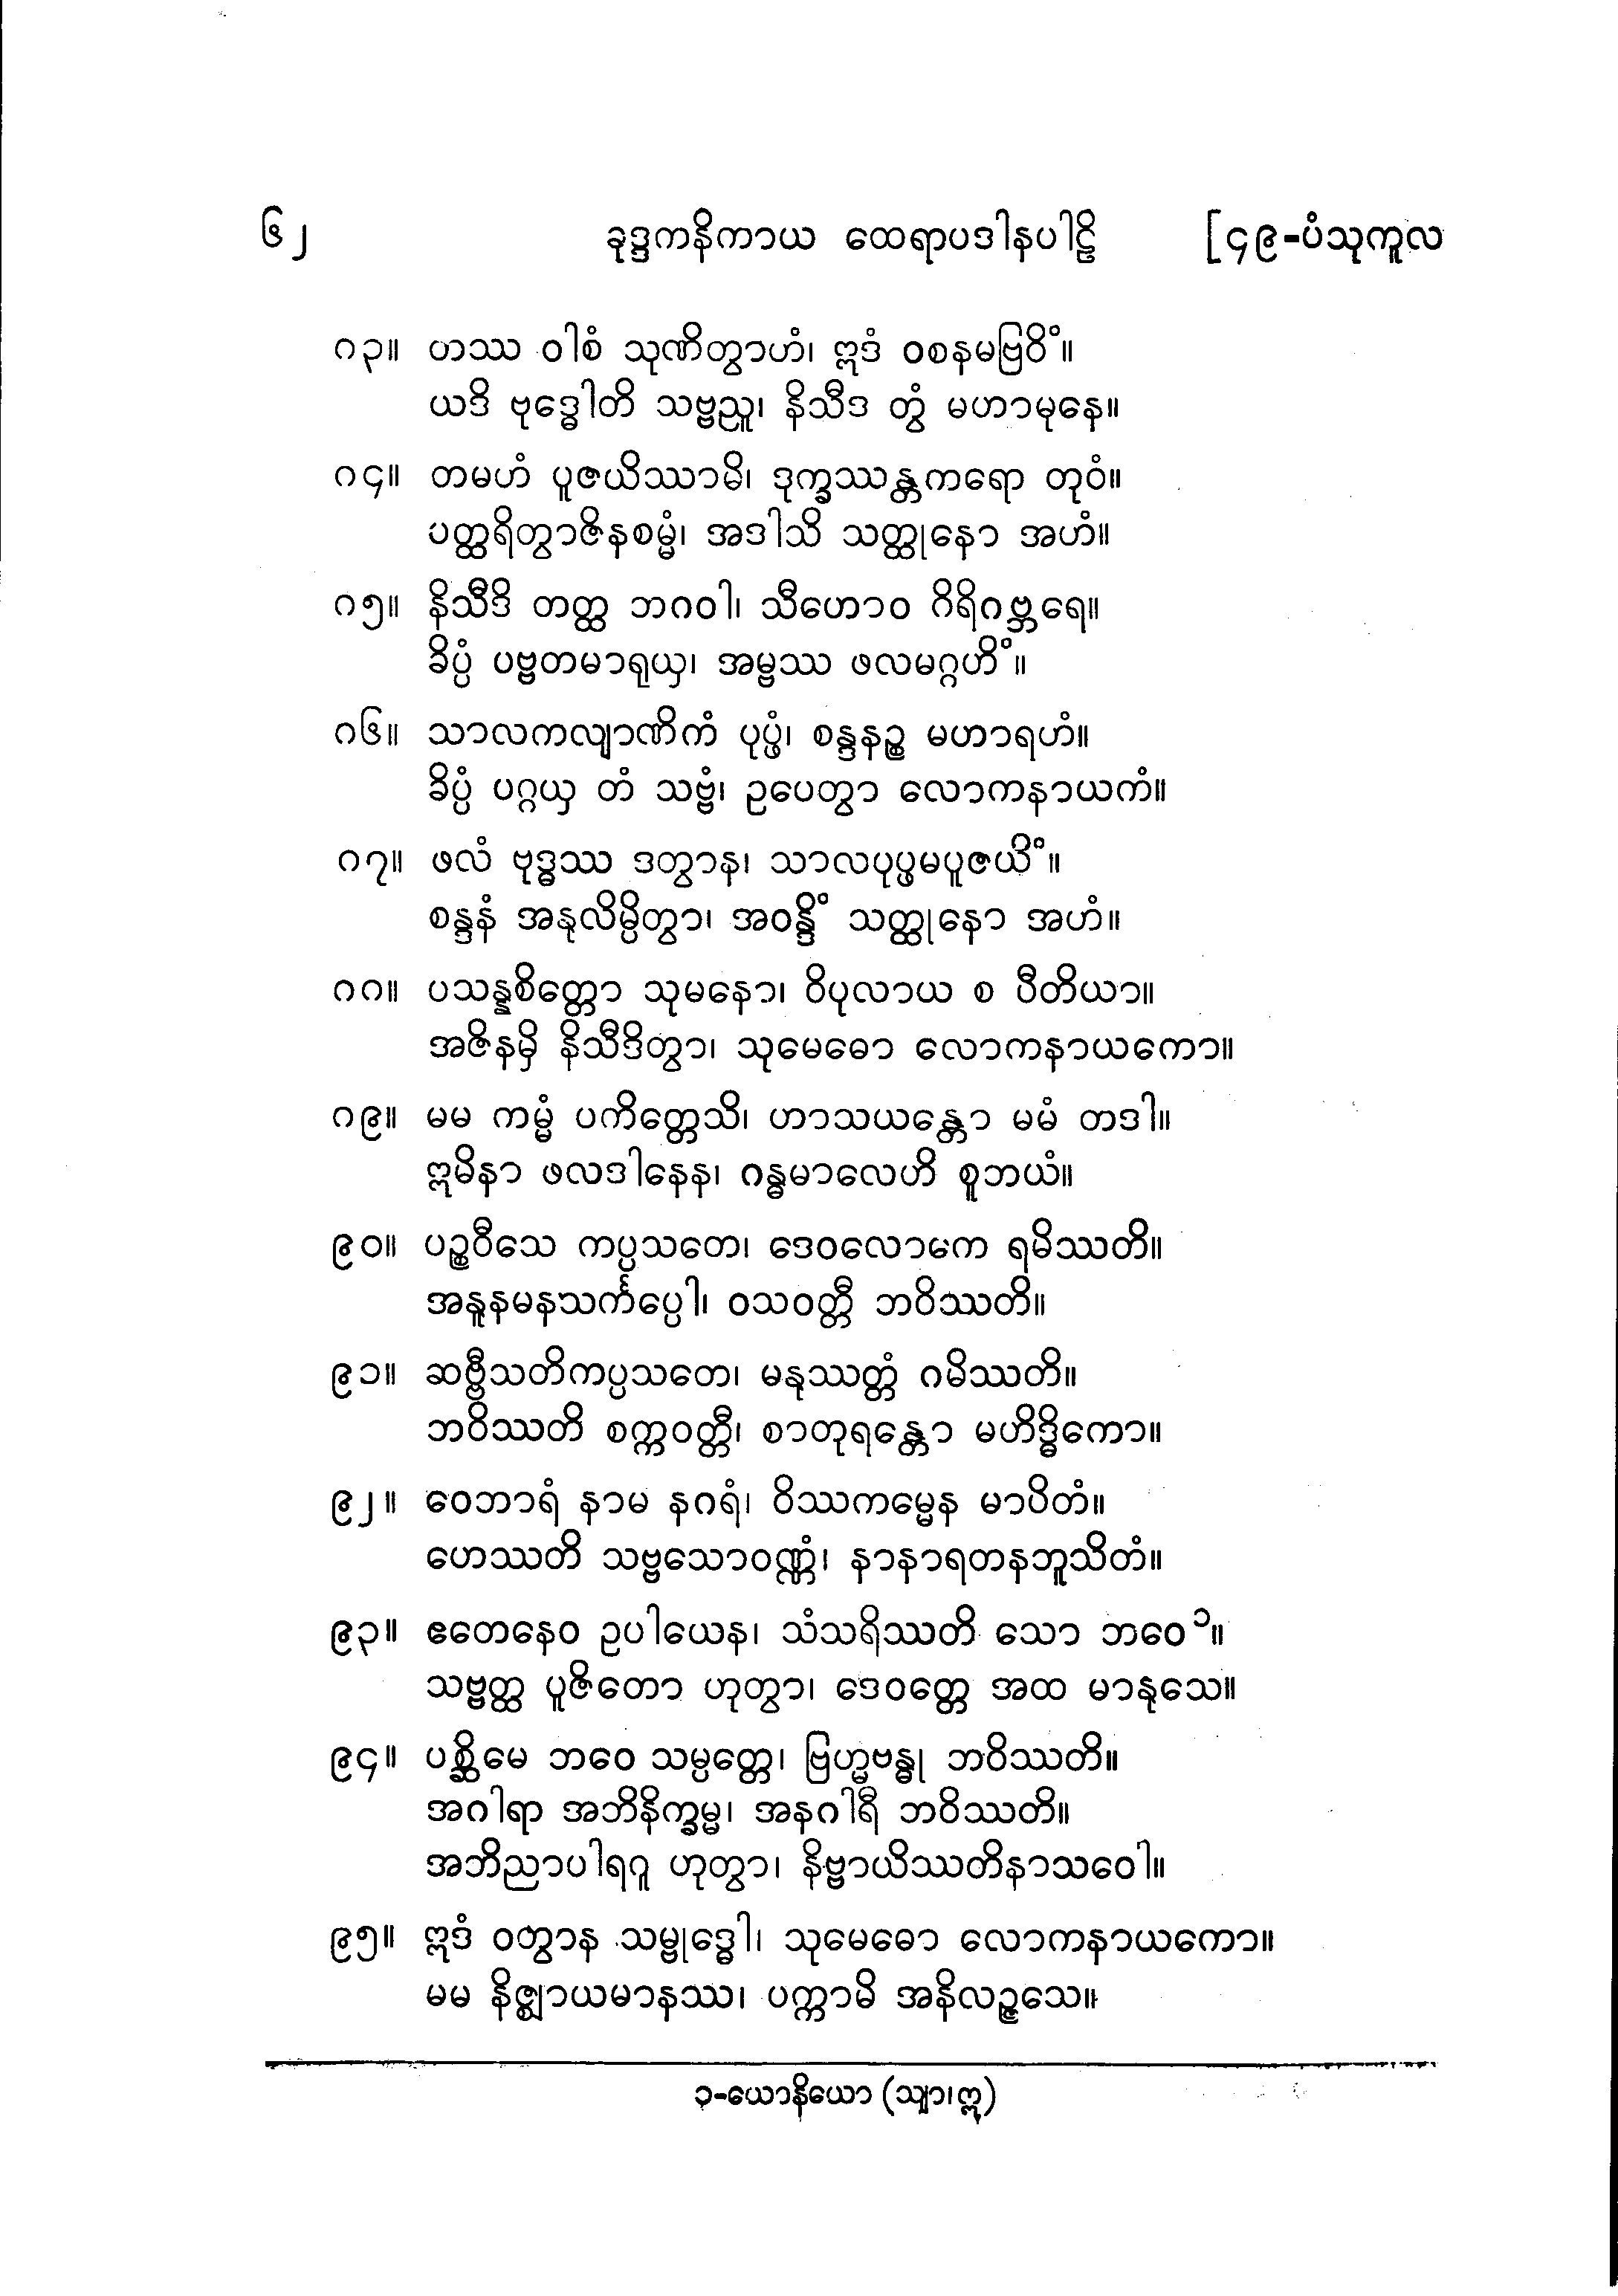 ၆၂ ခုဒ္ဒကနိကာယ ထေရာပဒါနပါဠိ [၄၉-ပံသုကူလ
၈၃။ တဿ ဝါစံ သုဏိတွာဟံ၊ ဣဒံ ဝစနမဗြဝိံ။
ယဒိ ဗုဒ္ဓေါတိ သဗ္ဗညူ၊ နိသီဒ တွံ မဟာမုနေ။
၈၄။ တမဟံ ပူဇယိဿာမိ၊ ဒုက္ခဿန္တကရော တုဝံ။
ပတ္ထရိတွာဇိနစမ္မံ၊ အဒါသိ သတ္ထုနော အဟံ။
၈၅။ နိသီဒိ တတ္ထ ဘဂဝါ၊ သီဟောဝ ဂိရိဂဗ္ဘရေ။
ခိပ္ပံ ပဗ္ဗတမာရုယှ၊ အမ္ဗဿ ဖလမဂ္ဂဟိံ။
၈၆။ သာလကလျာဏိကံ ပုပ္ဖံ၊ စန္ဒနဉ္စ မဟာရဟံ။
ခိပ္ပံ ပဂ္ဂယှ တံ သဗ္ဗံ၊ ဥပေတွာ လောကနာယကံ။
၈၇။ ဖလံ ဗုဒ္ဓဿ ဒတွာန၊ သာလပုပ္ဖမပူဇယိံ။
စန္ဒနံ အနုလိမ္ပိတွာ၊ အဝန္ဒိံ သတ္ထုနော အဟံ။
၈၈။ ပသန္နစိတ္တော သုမနော၊ ဝိပုလာယ စ ပီတိယာ။
အဇိနမှိ နိသီဒိတွာ၊ သုမေဓော လောကနာယကော။
၈၉။ မမ ကမ္မံ ပကိတ္တေသိ၊ ဟာသယန္တော မမံ တဒါ။
ဣမိနာ ဖလဒါနေန၊ ဂန္ဓမာလေဟိ စူဘယံ။
၉၀။ ပဉ္စဝီသေ ကပ္ပသတေ၊ ဒေဝလောကေ ရမိဿတိ။
အနူနမနသင်္ကပ္ပေါ၊ ဝသဝတ္တီ ဘဝိဿတိ။
၉၁။ ဆဗ္ဗီသတိကပ္ပသတေ၊ မနုဿတ္တံ ဂမိဿတိ။
ဘဝိဿတိ စက္ကဝတ္တီ၊ စာတုရန္တော မဟိဒ္ဓိကော။
၉၂။ ဝေဘာရံ နာမ နဂရံ၊ ဝိဿကမ္မေန မာပိတံ။
ဟေဿတိ သဗ္ဗသောဝဏ္ဏံ၊ နာနာရတနဘူသိတံ။
၉၃။ ဧတေနေဝ ဥပါယေန၊ သံသရိဿတိ သော ဘဝေ ၁။
သဗ္ဗတ္ထ ပူဇိတော ဟုတွာ၊ ဒေဝတ္တေ အထ မာနုသေ။
၉၄။ ပစ္ဆိမေ ဘဝေ သမ္ပတ္တေ၊ ဗြဟ္မဗန္ဓု ဘဝိဿတိ။
အဂါရာ အဘိနိက္ခမ္မ၊ အနဂါရီ ဘဝိဿတိ။
အဘိညာပါရဂူ ဟုတွာ၊ နိဗ္ဗာယိဿတိနာသဝေါ။
၉၅။ ဣဒံ ဝတွာန သမ္ဗုဒ္ဓေါ၊ သုမေဓော လောကနာယကော။
မမ နိဇ္ဈာယမာနဿ၊ ပက္ကာမိ အနိလဉ္ဇသေ။
၁-ယောနိယော (သျာ၊ဣ)